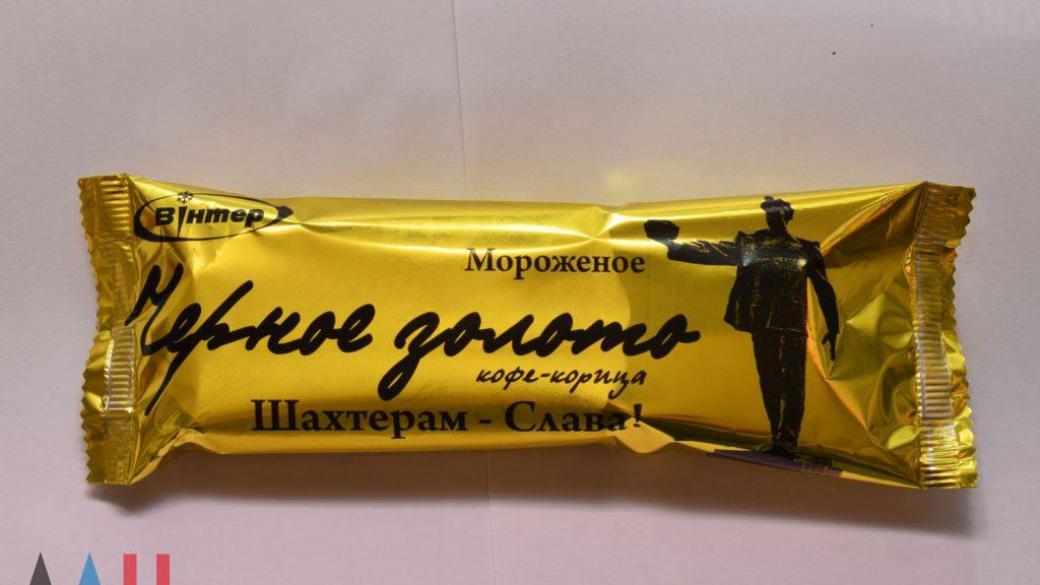 Вінтер
Мороженое
Черное золото
кофе-корица
Шахтерам - Слава!